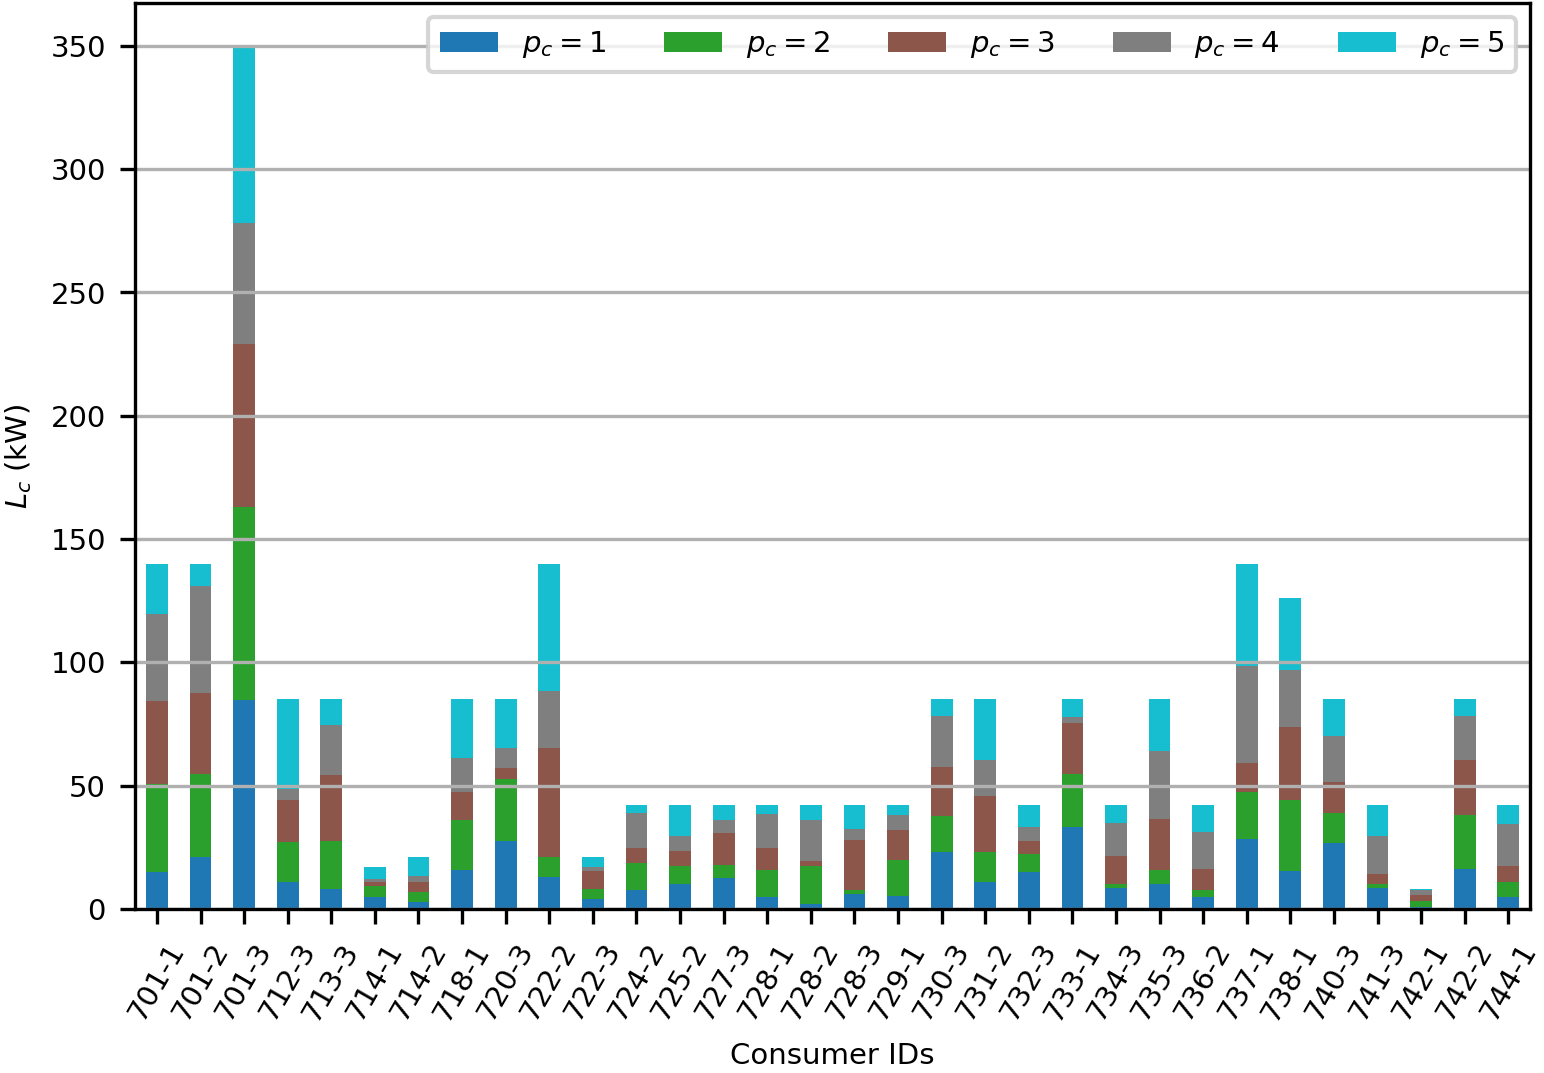 p_c = 1 p_c = 2 p_c = 3 p_c = 4 p_c = 5
350
300
250
200
150
100
50
0
L_c (kW)
701-1 701-2 701-3 712-3 713-3 714-1 714-2 718-1 720-3 722-2 722-3 724-2 725-2 727-3 728-1 728-2 728-3 729-1 730-3 731-2 732-3 733-1 734-3 735-3 736-2 737-1 738-1 740-3 741-3 742-1 742-2 744-1
Consumer IDs